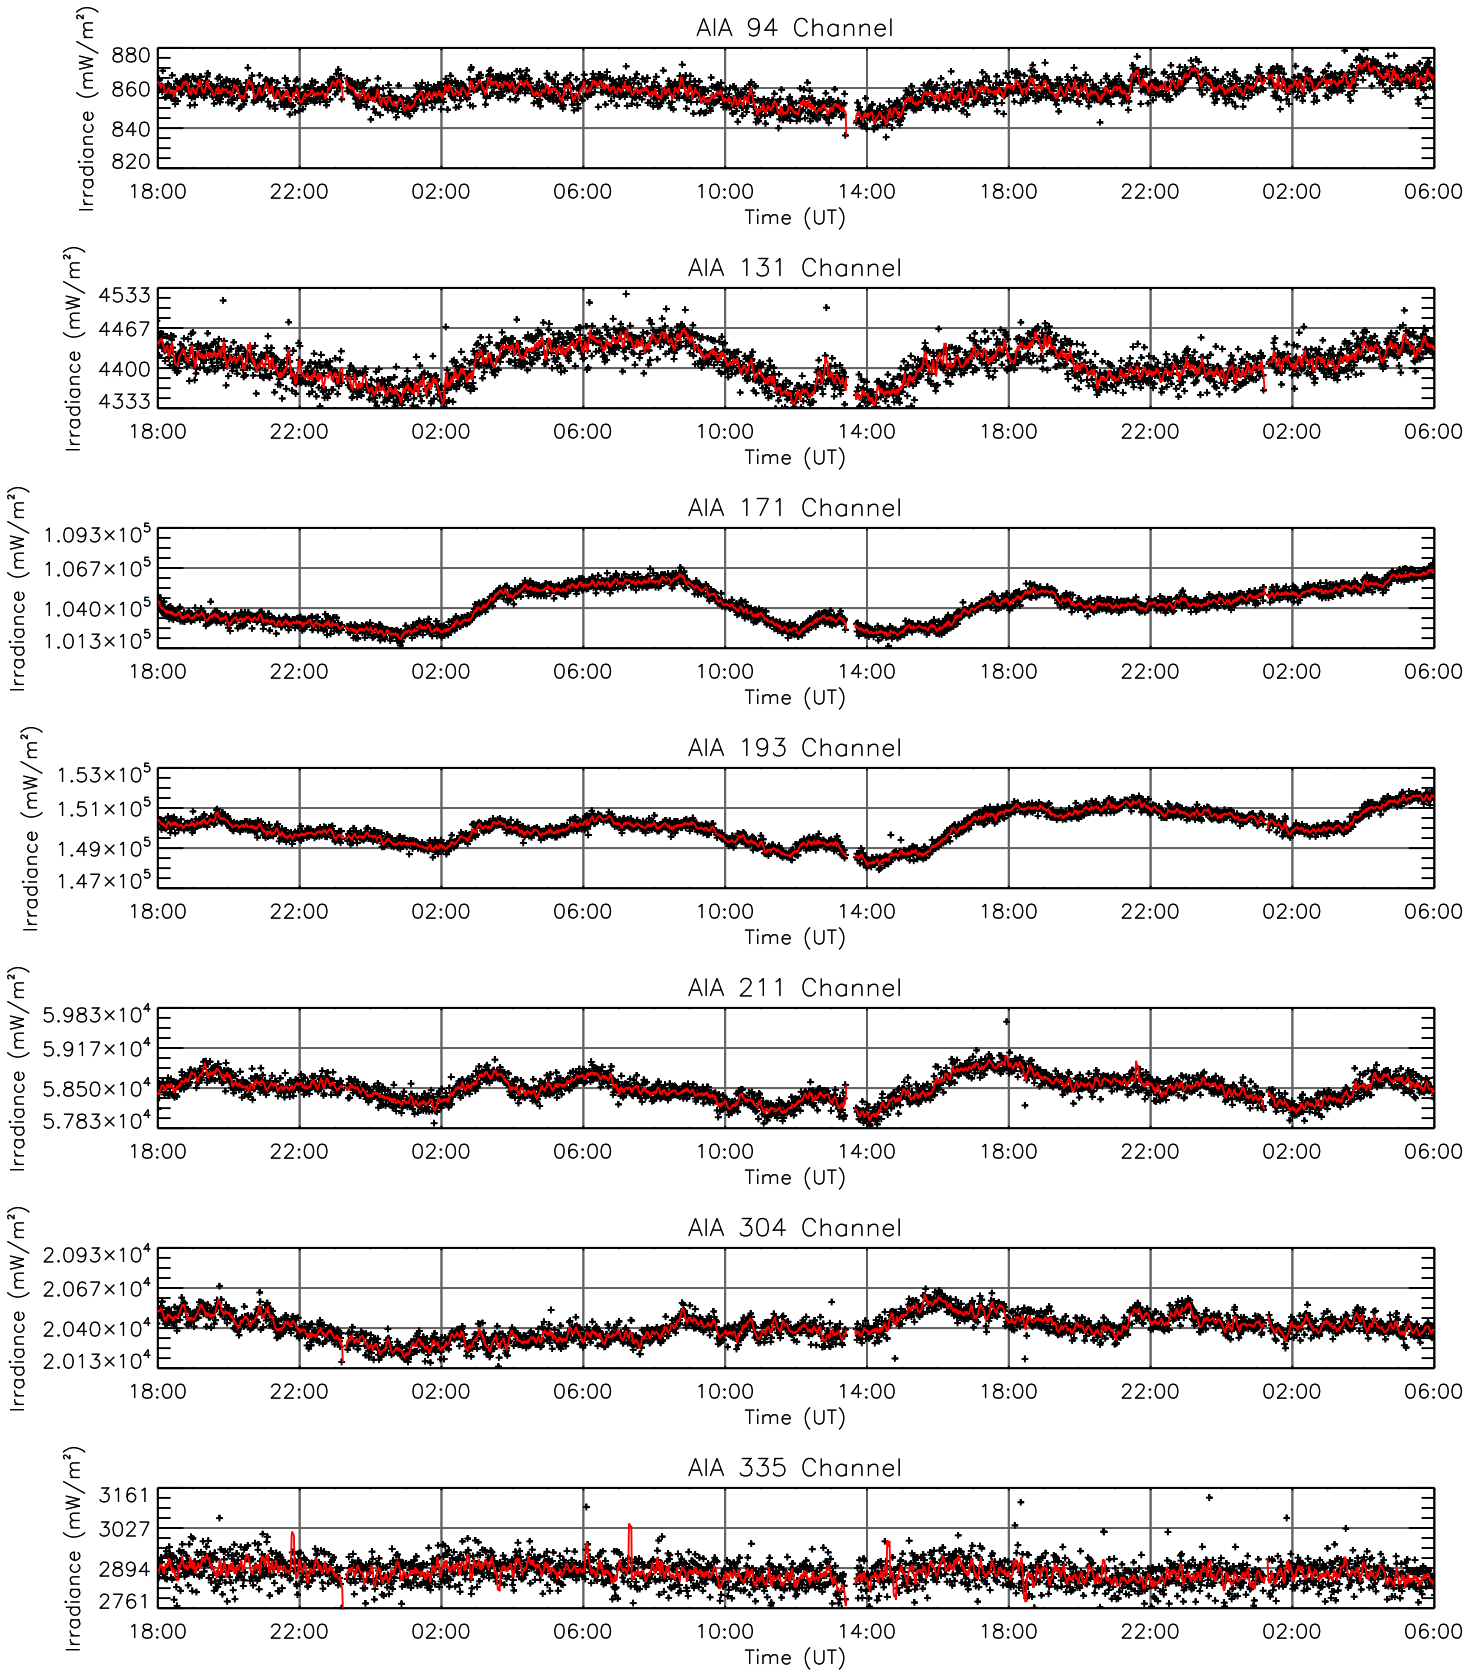 AIA 94 Channel
Irradiance (mW/m²)
880
860
840
820
18:00 22:00 02:00 06:00 10:00 14:00 18:00 22:00 02:00 06:00
Time (UT)
AIA 131 Channel
Irradiance (mW/m²)
4533
4467
4400
4333
18:00 22:00 02:00 06:00 10:00 14:00 18:00 22:00 02:00 06:00
Time (UT)
AIA 171 Channel
Irradiance (mW/m²)
1.093×10⁵
1.067×10⁵
1.040×10⁵
1.013×10⁵
18:00 22:00 02:00 06:00 10:00 14:00 18:00 22:00 02:00 06:00
Time (UT)
AIA 193 Channel
Irradiance (mW/m²)
1.53×10⁵
1.51×10⁵
1.49×10⁵
1.47×10⁵
18:00 22:00 02:00 06:00 10:00 14:00 18:00 22:00 02:00 06:00
Time (UT)
AIA 211 Channel
Irradiance (mW/m²)
5.983×10⁴
5.917×10⁴
5.850×10⁴
5.783×10⁴
18:00 22:00 02:00 06:00 10:00 14:00 18:00 22:00 02:00 06:00
Time (UT)
AIA 304 Channel
Irradiance (mW/m²)
2.093×10⁴
2.067×10⁴
2.040×10⁴
2.013×10⁴
18:00 22:00 02:00 06:00 10:00 14:00 18:00 22:00 02:00 06:00
Time (UT)
AIA 335 Channel
Irradiance (mW/m²)
3161
3027
2894
2761
18:00 22:00 02:00 06:00 10:00 14:00 18:00 22:00 02:00 06:00
Time (UT)